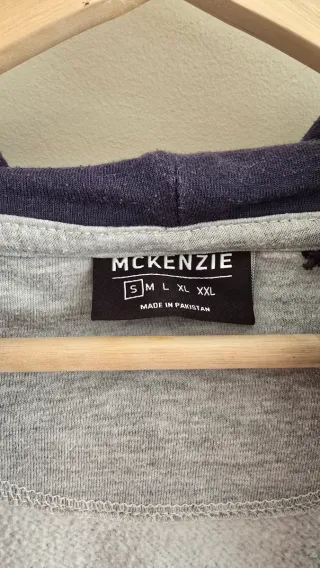 MCKENZIE
S M L XL XXL
MADE IN PAKISTAN